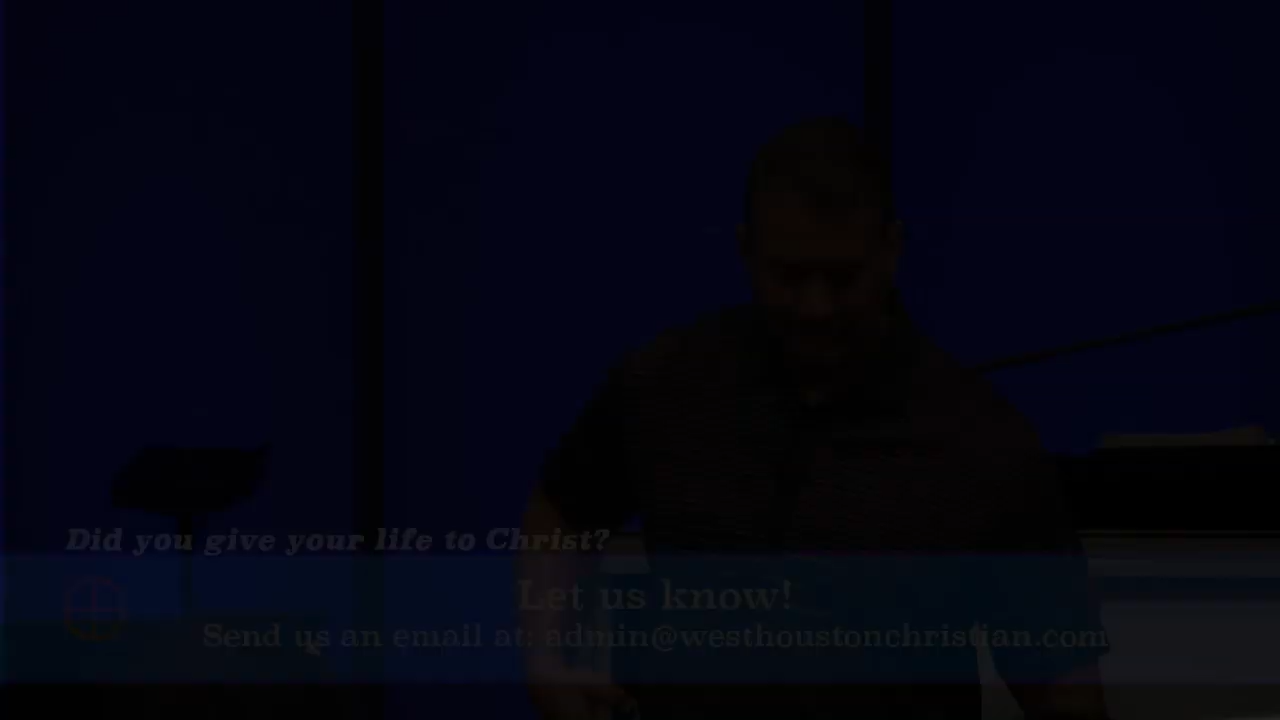 Did you give your life to Christ?
Let us know!
Send us an email at: admin@westhoustonchristian.com